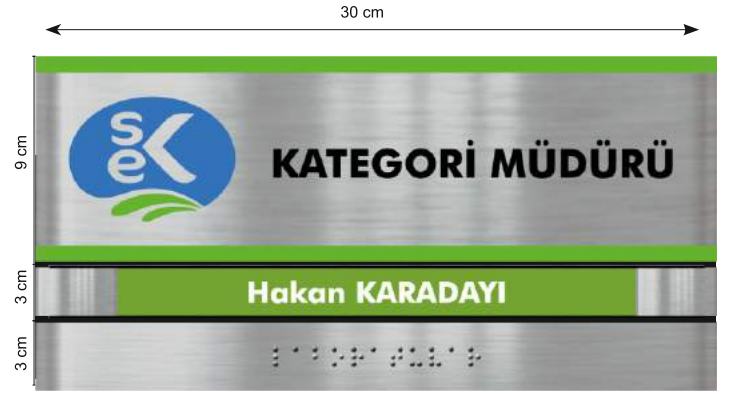 30 cm
9 cm
SEK
KATEGORİ MÜDÜRÜ
3 cm
Hakan KARADAYI
3 cm
⠇⠁⠃⠕⠗⠁⠞⠥⠧⠁⠗